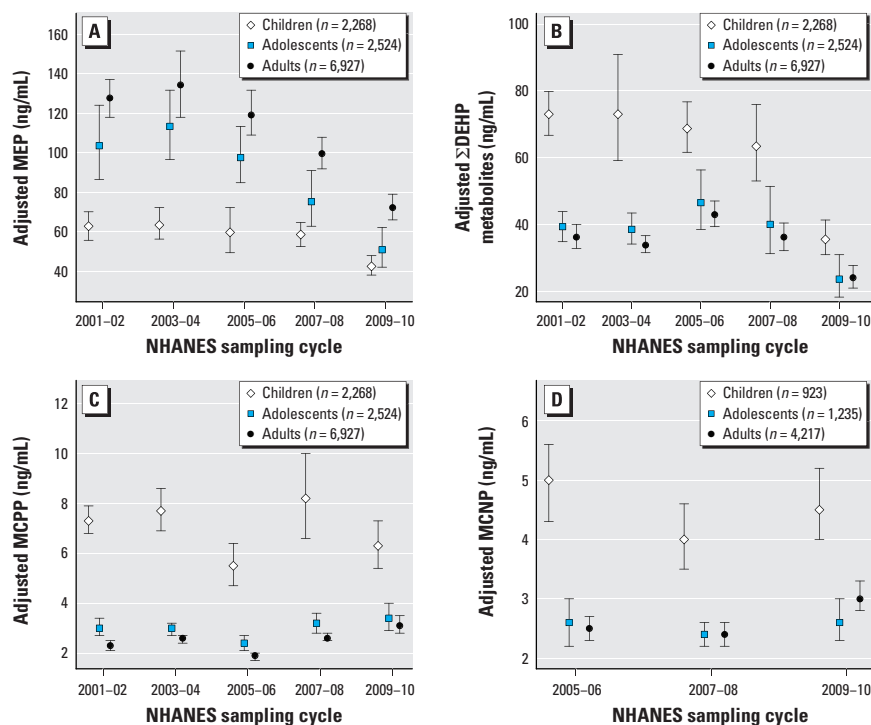 A
Children (n = 2,268)
Adolescents (n = 2,524)
Adults (n = 6,927)
Adjusted MEP (ng/mL)
160
140
120
100
80
60
40
2001–02 2003–04 2005–06 2007–08 2009–10
NHANES sampling cycle
B
Children (n = 2,268)
Adolescents (n = 2,524)
Adults (n = 6,927)
Adjusted ΣDEHP
metabolites (ng/mL)
100
80
60
40
20
2001–02 2003–04 2005–06 2007–08 2009–10
NHANES sampling cycle
C
Children (n = 2,268)
Adolescents (n = 2,524)
Adults (n = 6,927)
Adjusted MCPP (ng/mL)
12
10
8
6
4
2
2001–02 2003–04 2005–06 2007–08 2009–10
NHANES sampling cycle
D
Children (n = 923)
Adolescents (n = 1,235)
Adults (n = 4,217)
Adjusted MCNP (ng/mL)
6
5
4
3
2
2005–06 2007–08 2009–10
NHANES sampling cycle